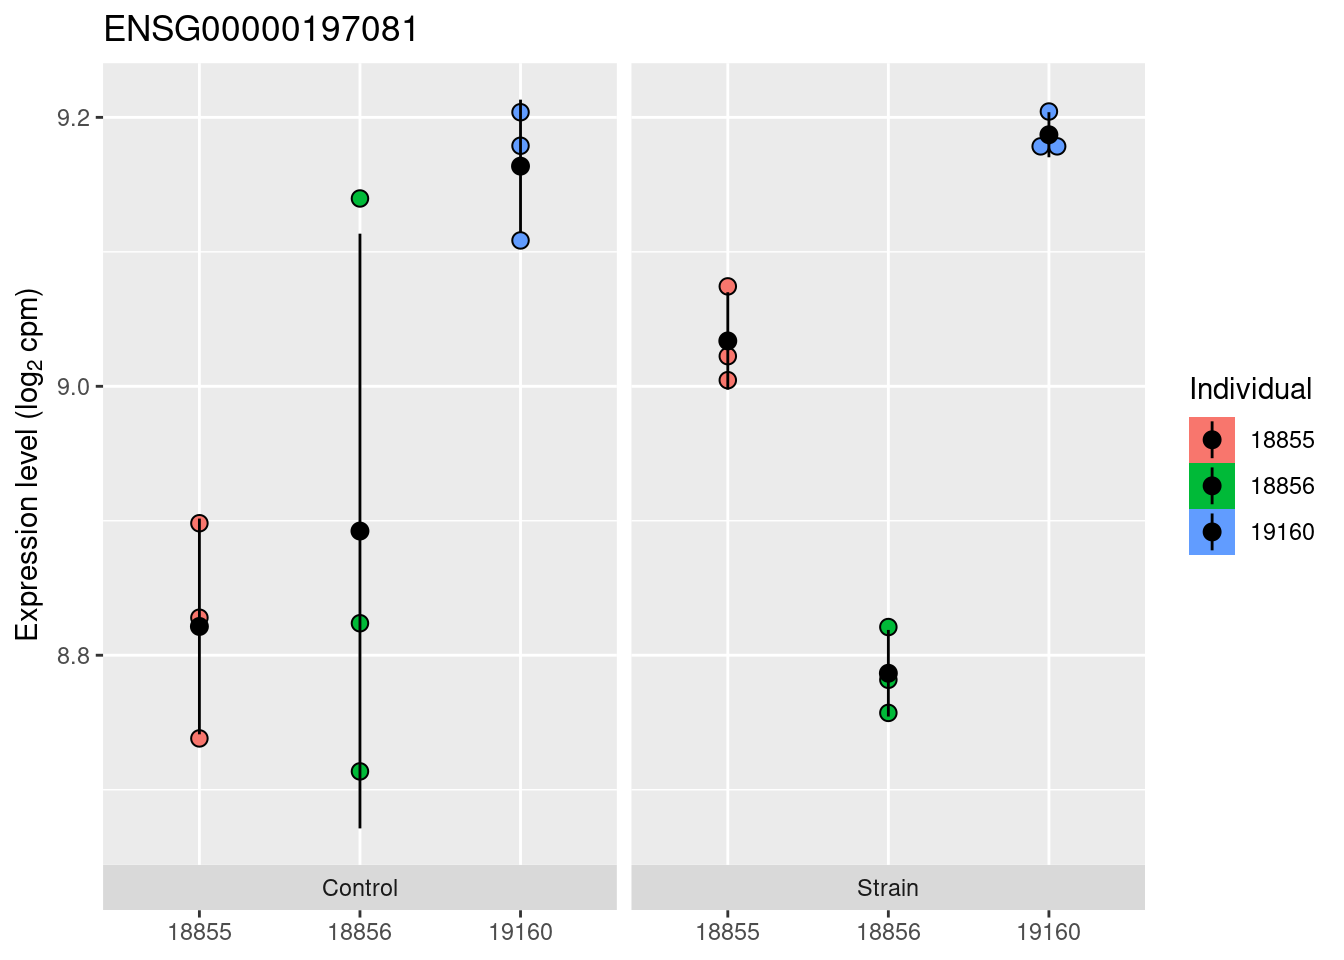 ENSG00000197081
Expression level (log₂ cpm)
9.2
9.0
8.8
Control
Strain
18855
18856
19160
18855
18856
19160
Individual
18855
18856
19160